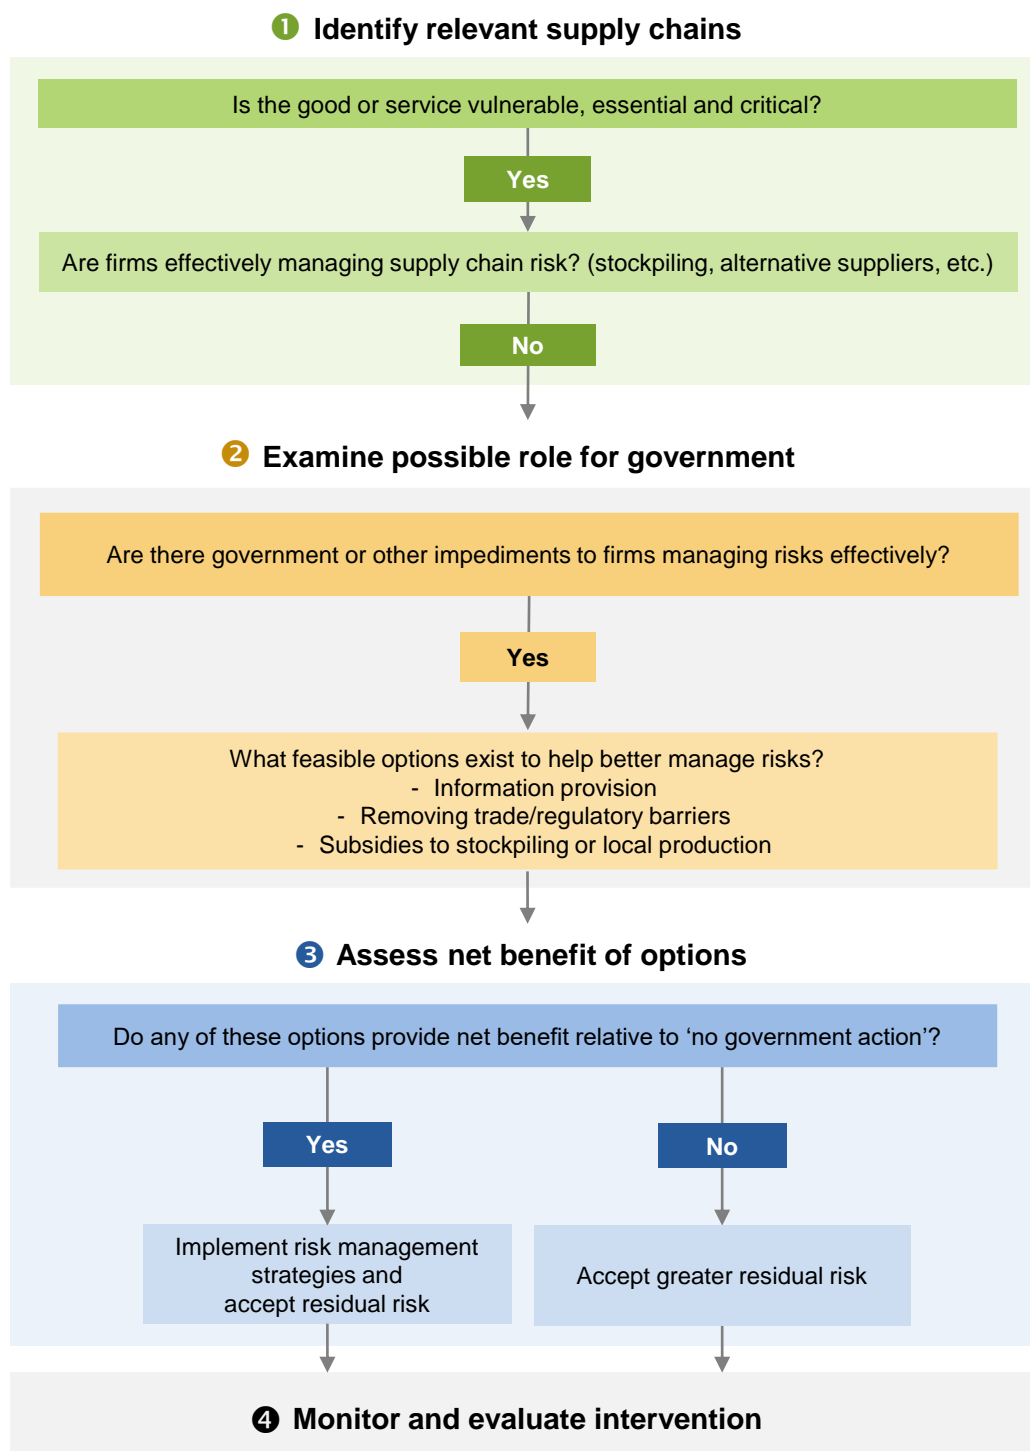 ❶ Identify relevant supply chains
Is the good or service vulnerable, essential and critical?
Yes
Are firms effectively managing supply chain risk? (stockpiling, alternative suppliers, etc.)
No
❷ Examine possible role for government
Are there government or other impediments to firms managing risks effectively?
Yes
What feasible options exist to help better manage risks?
- Information provision
- Removing trade/regulatory barriers
- Subsidies to stockpiling or local production
❸ Assess net benefit of options
Do any of these options provide net benefit relative to ‘no government action’?
Yes
No
Implement risk management
strategies and
accept residual risk
Accept greater residual risk
❹ Monitor and evaluate intervention